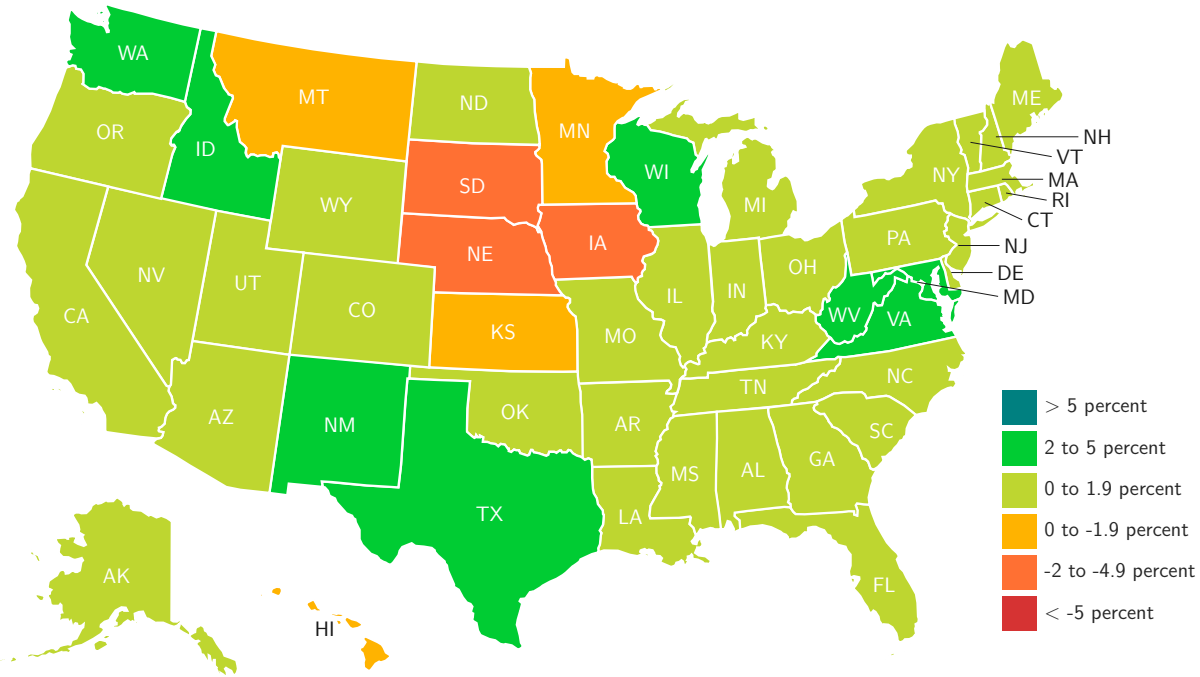 WA
MT
ND
MN
ME
OR
ID
WI
NH
VT
SD
NY
MA
WY
MI
RI
CT
NE
IA
PA
NJ
NV
UT
OH
DE
CO
IL
IN
MD
CA
KS
MO
KY
WV
VA
AZ
NM
OK
TN
NC
AR
SC
> 5 percent
2 to 5 percent
MS
AL
GA
0 to 1.9 percent
TX
LA
0 to -1.9 percent
AK
FL
-2 to -4.9 percent
HI
< -5 percent